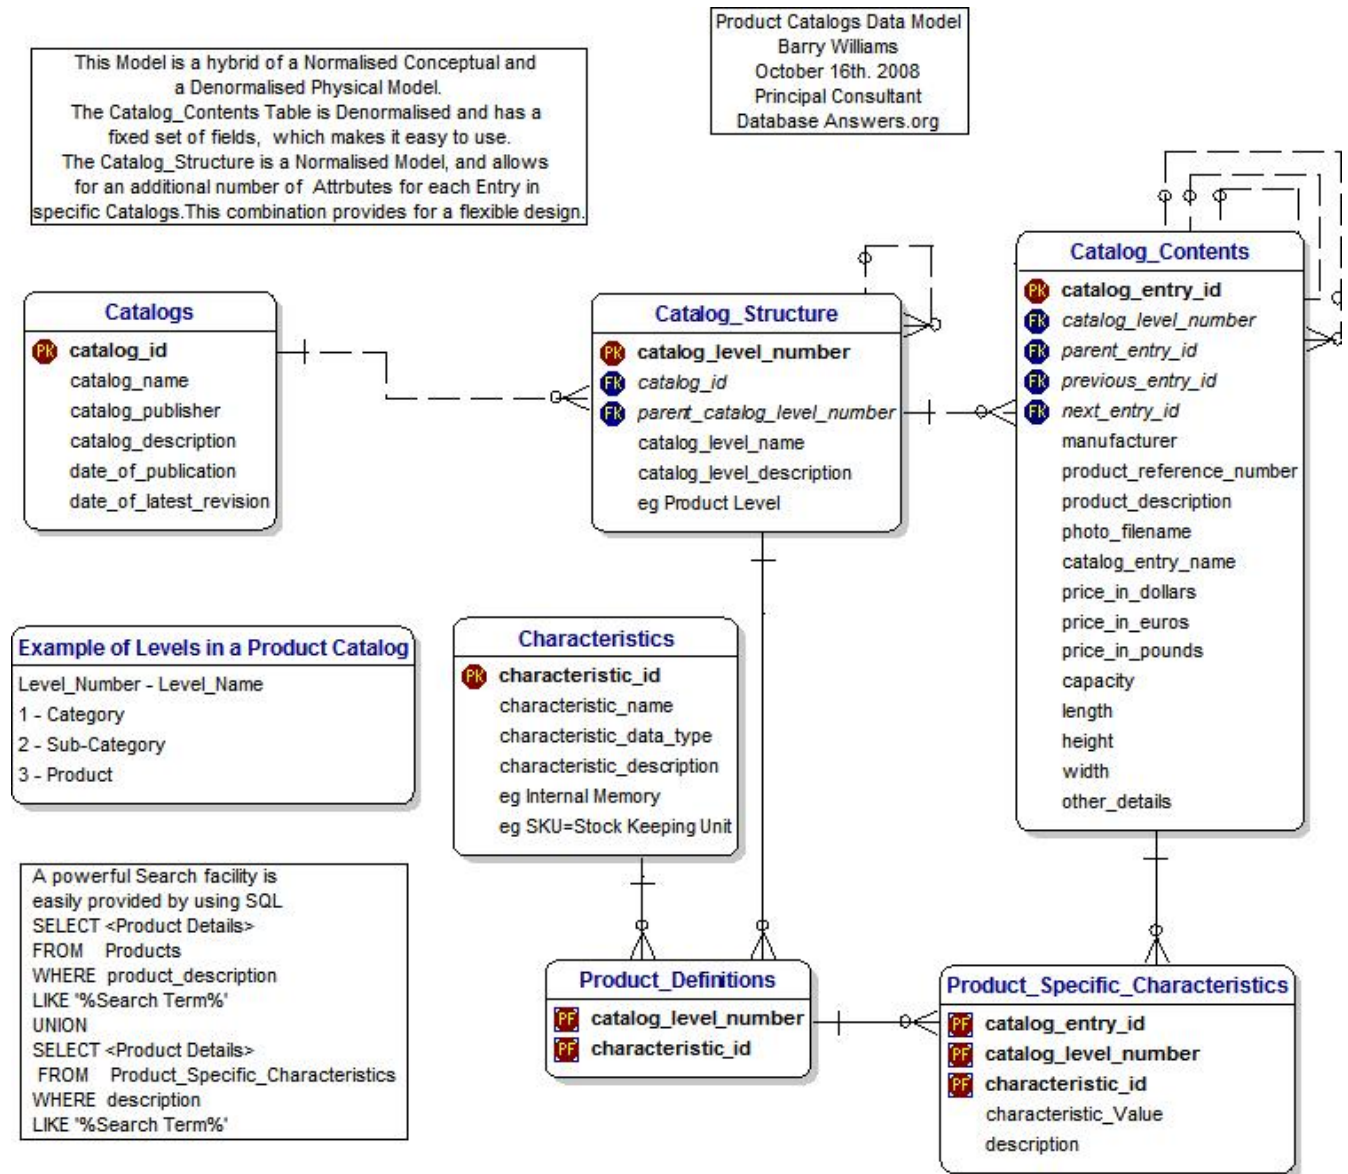 Product Catalogs Data Model
Barry Williams
October 16th. 2008
Principal Consultant
Database Answers.org
This Model is a hybrid of a Normalised Conceptual and
a Denormalised Physical Model.
The Catalog_Contents Table is Denormalised and has a
fixed set of fields, which makes it easy to use.
The Catalog_Structure is a Normalised Model, and allows
for an additional number of Attrbutes for each Entry in
specific Catalogs.This combination provides for a flexible design.
Catalogs
PK catalog_id
catalog_name
catalog_publisher
catalog_description
date_of_publication
date_of_latest_revision
Catalog_Structure
PK catalog_level_number
FK catalog_id
FK parent_catalog_level_number
catalog_level_name
catalog_level_description
eg Product Level
Catalog_Contents
PK catalog_entry_id
FK catalog_level_number
FK parent_entry_id
FK previous_entry_id
FK next_entry_id
manufacturer
product_reference_number
product_description
photo_filename
catalog_entry_name
price_in_dollars
price_in_euros
price_in_pounds
capacity
length
height
width
other_details
Example of Levels in a Product Catalog
Level_Number - Level_Name
1 - Category
2 - Sub-Category
3 - Product
Characteristics
PK characteristic_id
characteristic_name
characteristic_data_type
characteristic_description
eg Internal Memory
eg SKU=Stock Keeping Unit
A powerful Search facility is
easily provided by using SQL
SELECT <Product Details>
FROM Products
WHERE product_description
LIKE '%Search Term%'
UNION
SELECT <Product Details>
FROM Product_Specific_Characteristics
WHERE description
LIKE '%Search Term%'
Product_Definitions
PF catalog_level_number
PF characteristic_id
Product_Specific_Characteristics
PF catalog_entry_id
PF catalog_level_number
PF characteristic_id
characteristic_Value
description